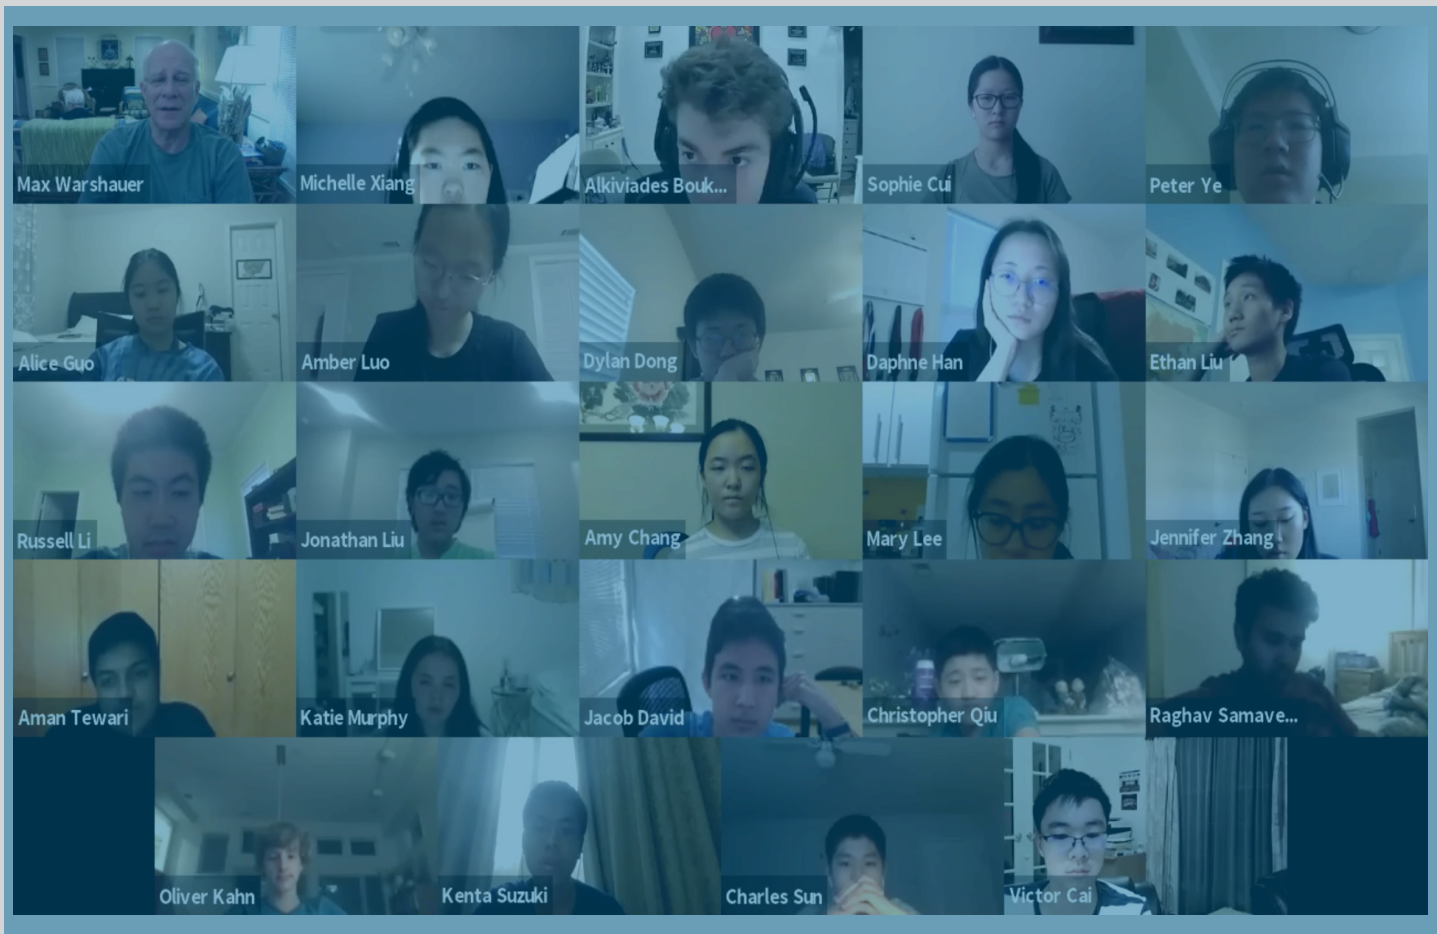 Max Warshauer
Michelle Xiang
Alkiviades Bouk...
Sophie Cui
Peter Ye
Alice Guo
Amber Luo
Dylan Dong
Daphne Han
Ethan Liu
Russell Li
Jonathan Liu
Amy Chang
Mary Lee
Jennifer Zhang
Aman Tewari
Katie Murphy
Jacob David
Christopher Qiu
Raghav Samave...
Oliver Kahn
Kenta Suzuki
Charles Sun
Victor Cai